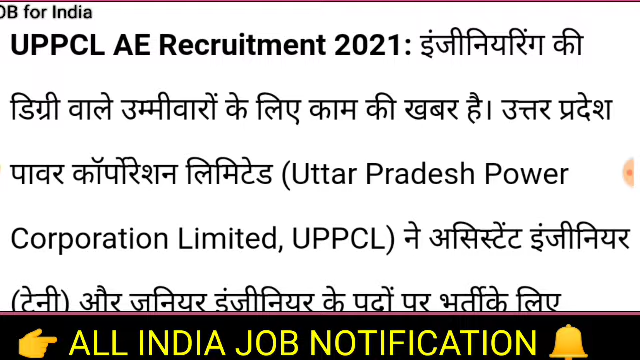 OB for India
UPPCL AE Recruitment 2021: इंजीनियरिंग की
डिग्री वाले उम्मीवारों के लिए काम की खबर है। उत्तर प्रदेश
पावर कॉर्पोरेशन लिमिटेड (Uttar Pradesh Power
Corporation Limited, UPPCL) ने असिस्टेंट इंजीनियर
(टेनी) और जूनियर इंजीनियर के पदों पर भर्तीके लिए
👉 ALL INDIA JOB NOTIFICATION 🔔